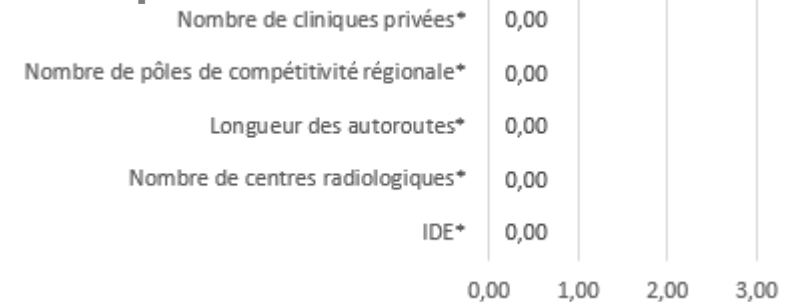 Nombre de cliniques privées* 0,00
Nombre de pôles de compétitivité régionale* 0,00
Longueur des autoroutes* 0,00
Nombre de centres radiologiques* 0,00
IDE* 0,00
0,00 1,00 2,00 3,00